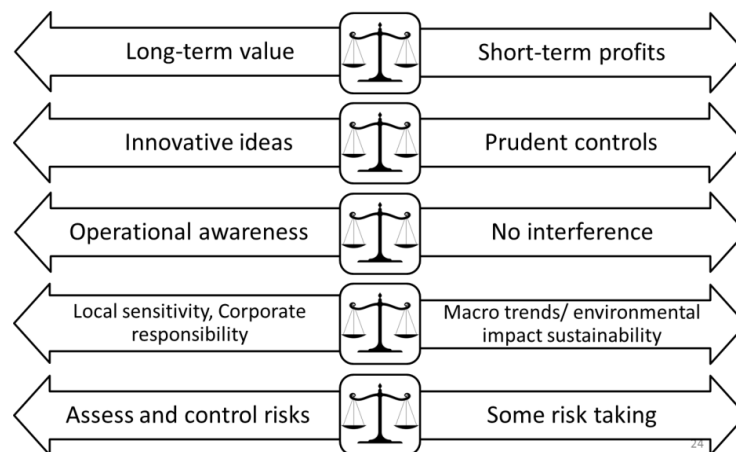 Long-term value
Short-term profits
Innovative ideas
Prudent controls
Operational awareness
No interference
Local sensitivity, Corporate
responsibility
Macro trends/ environmental
impact sustainability
Assess and control risks
Some risk taking
24